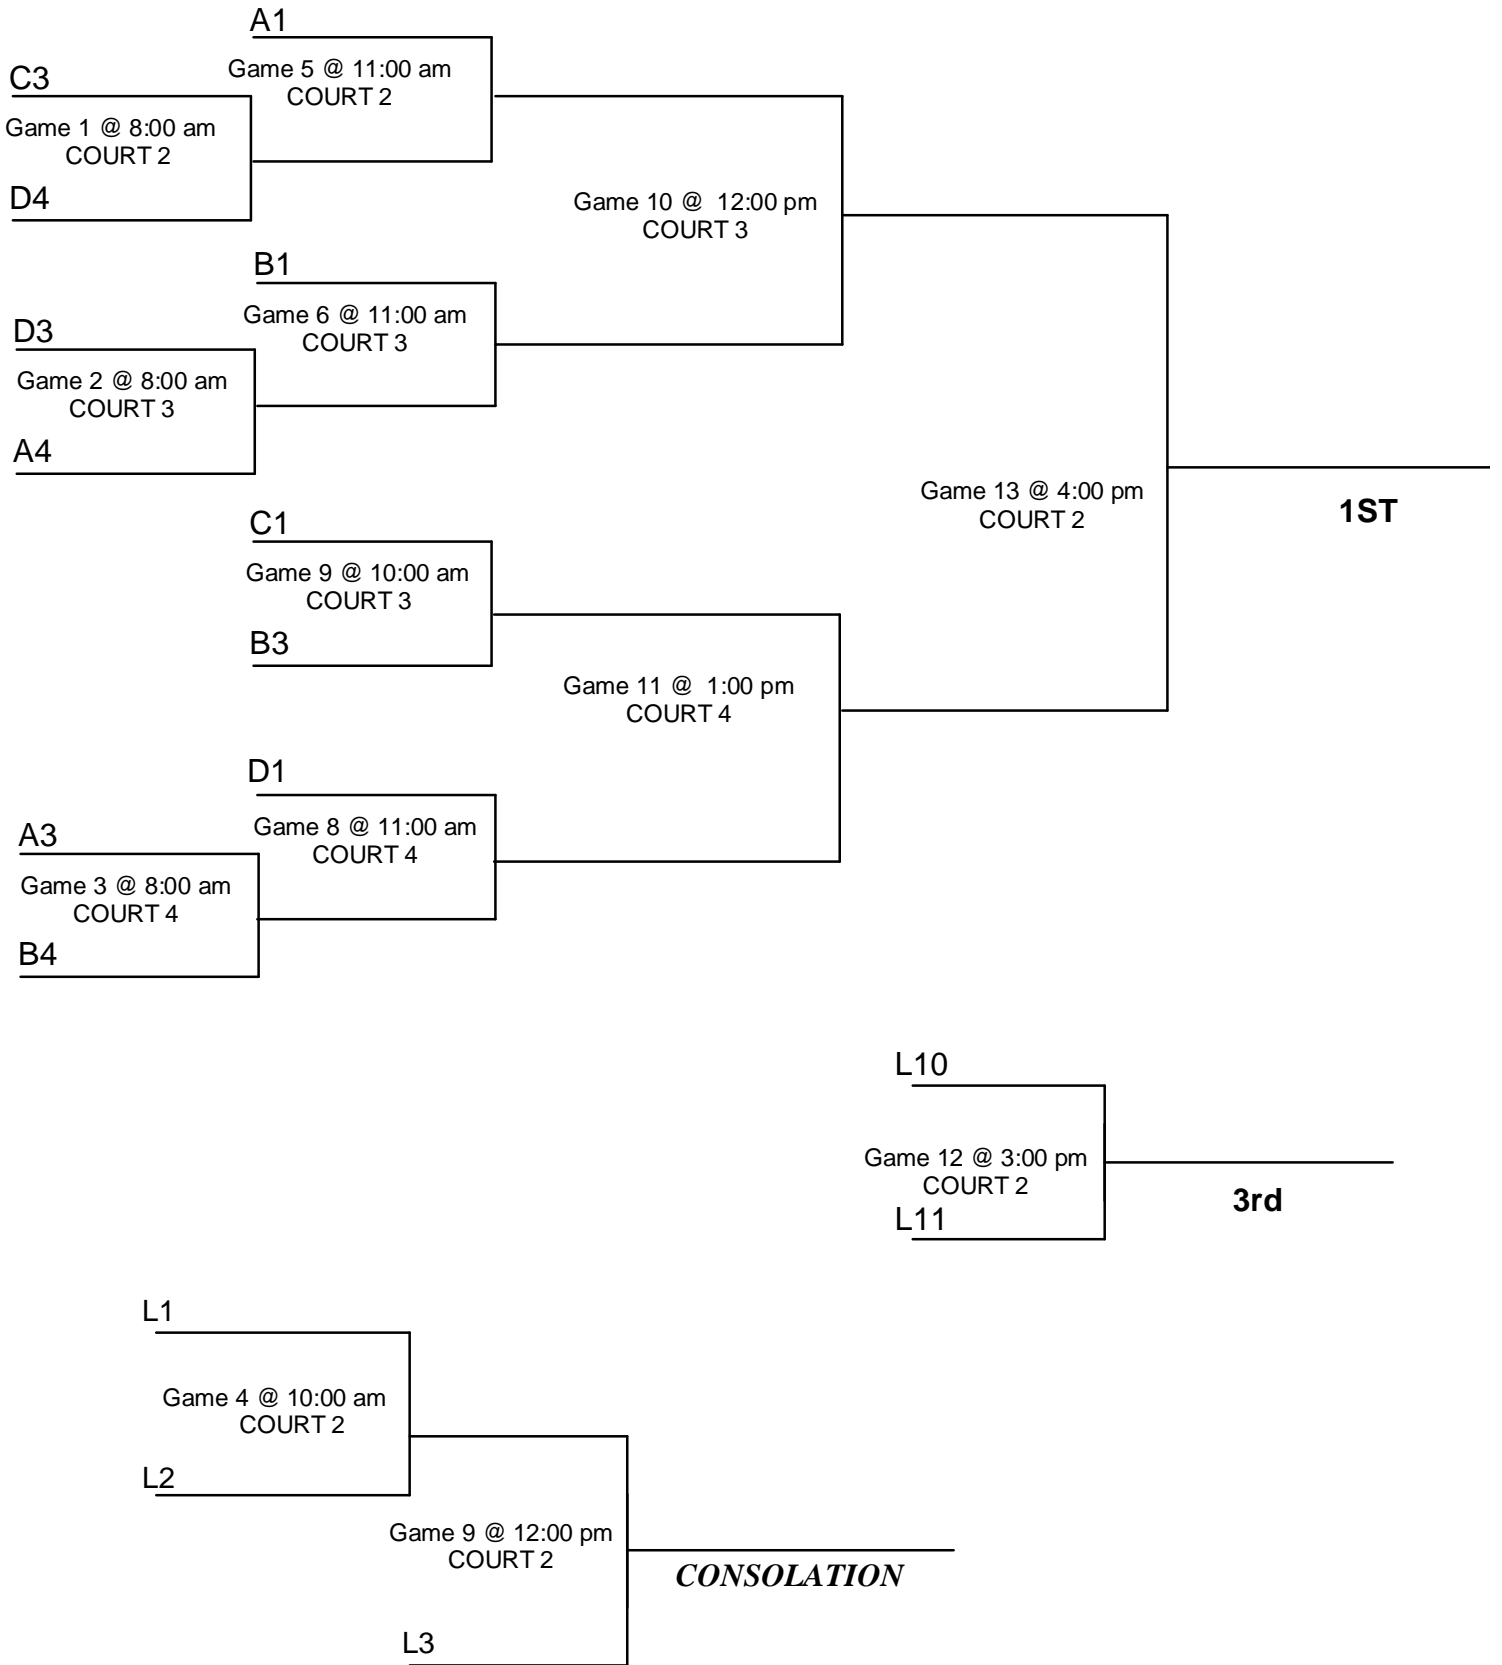 A1
Game 5 @ 11:00 am
COURT 2
C3
Game 1 @ 8:00 am
COURT 2
D4
Game 10 @ 12:00 pm
COURT 3
B1
Game 6 @ 11:00 am
COURT 3
D3
Game 2 @ 8:00 am
COURT 3
A4
Game 13 @ 4:00 pm
COURT 2
1ST
C1
Game 9 @ 10:00 am
COURT 3
B3
Game 11 @ 1:00 pm
COURT 4
D1
Game 8 @ 11:00 am
COURT 4
A3
Game 3 @ 8:00 am
COURT 4
B4
L10
Game 12 @ 3:00 pm
COURT 2
3rd
L11
L1
Game 4 @ 10:00 am
COURT 2
L2
Game 9 @ 12:00 pm
COURT 2
CONSOLATION
L3